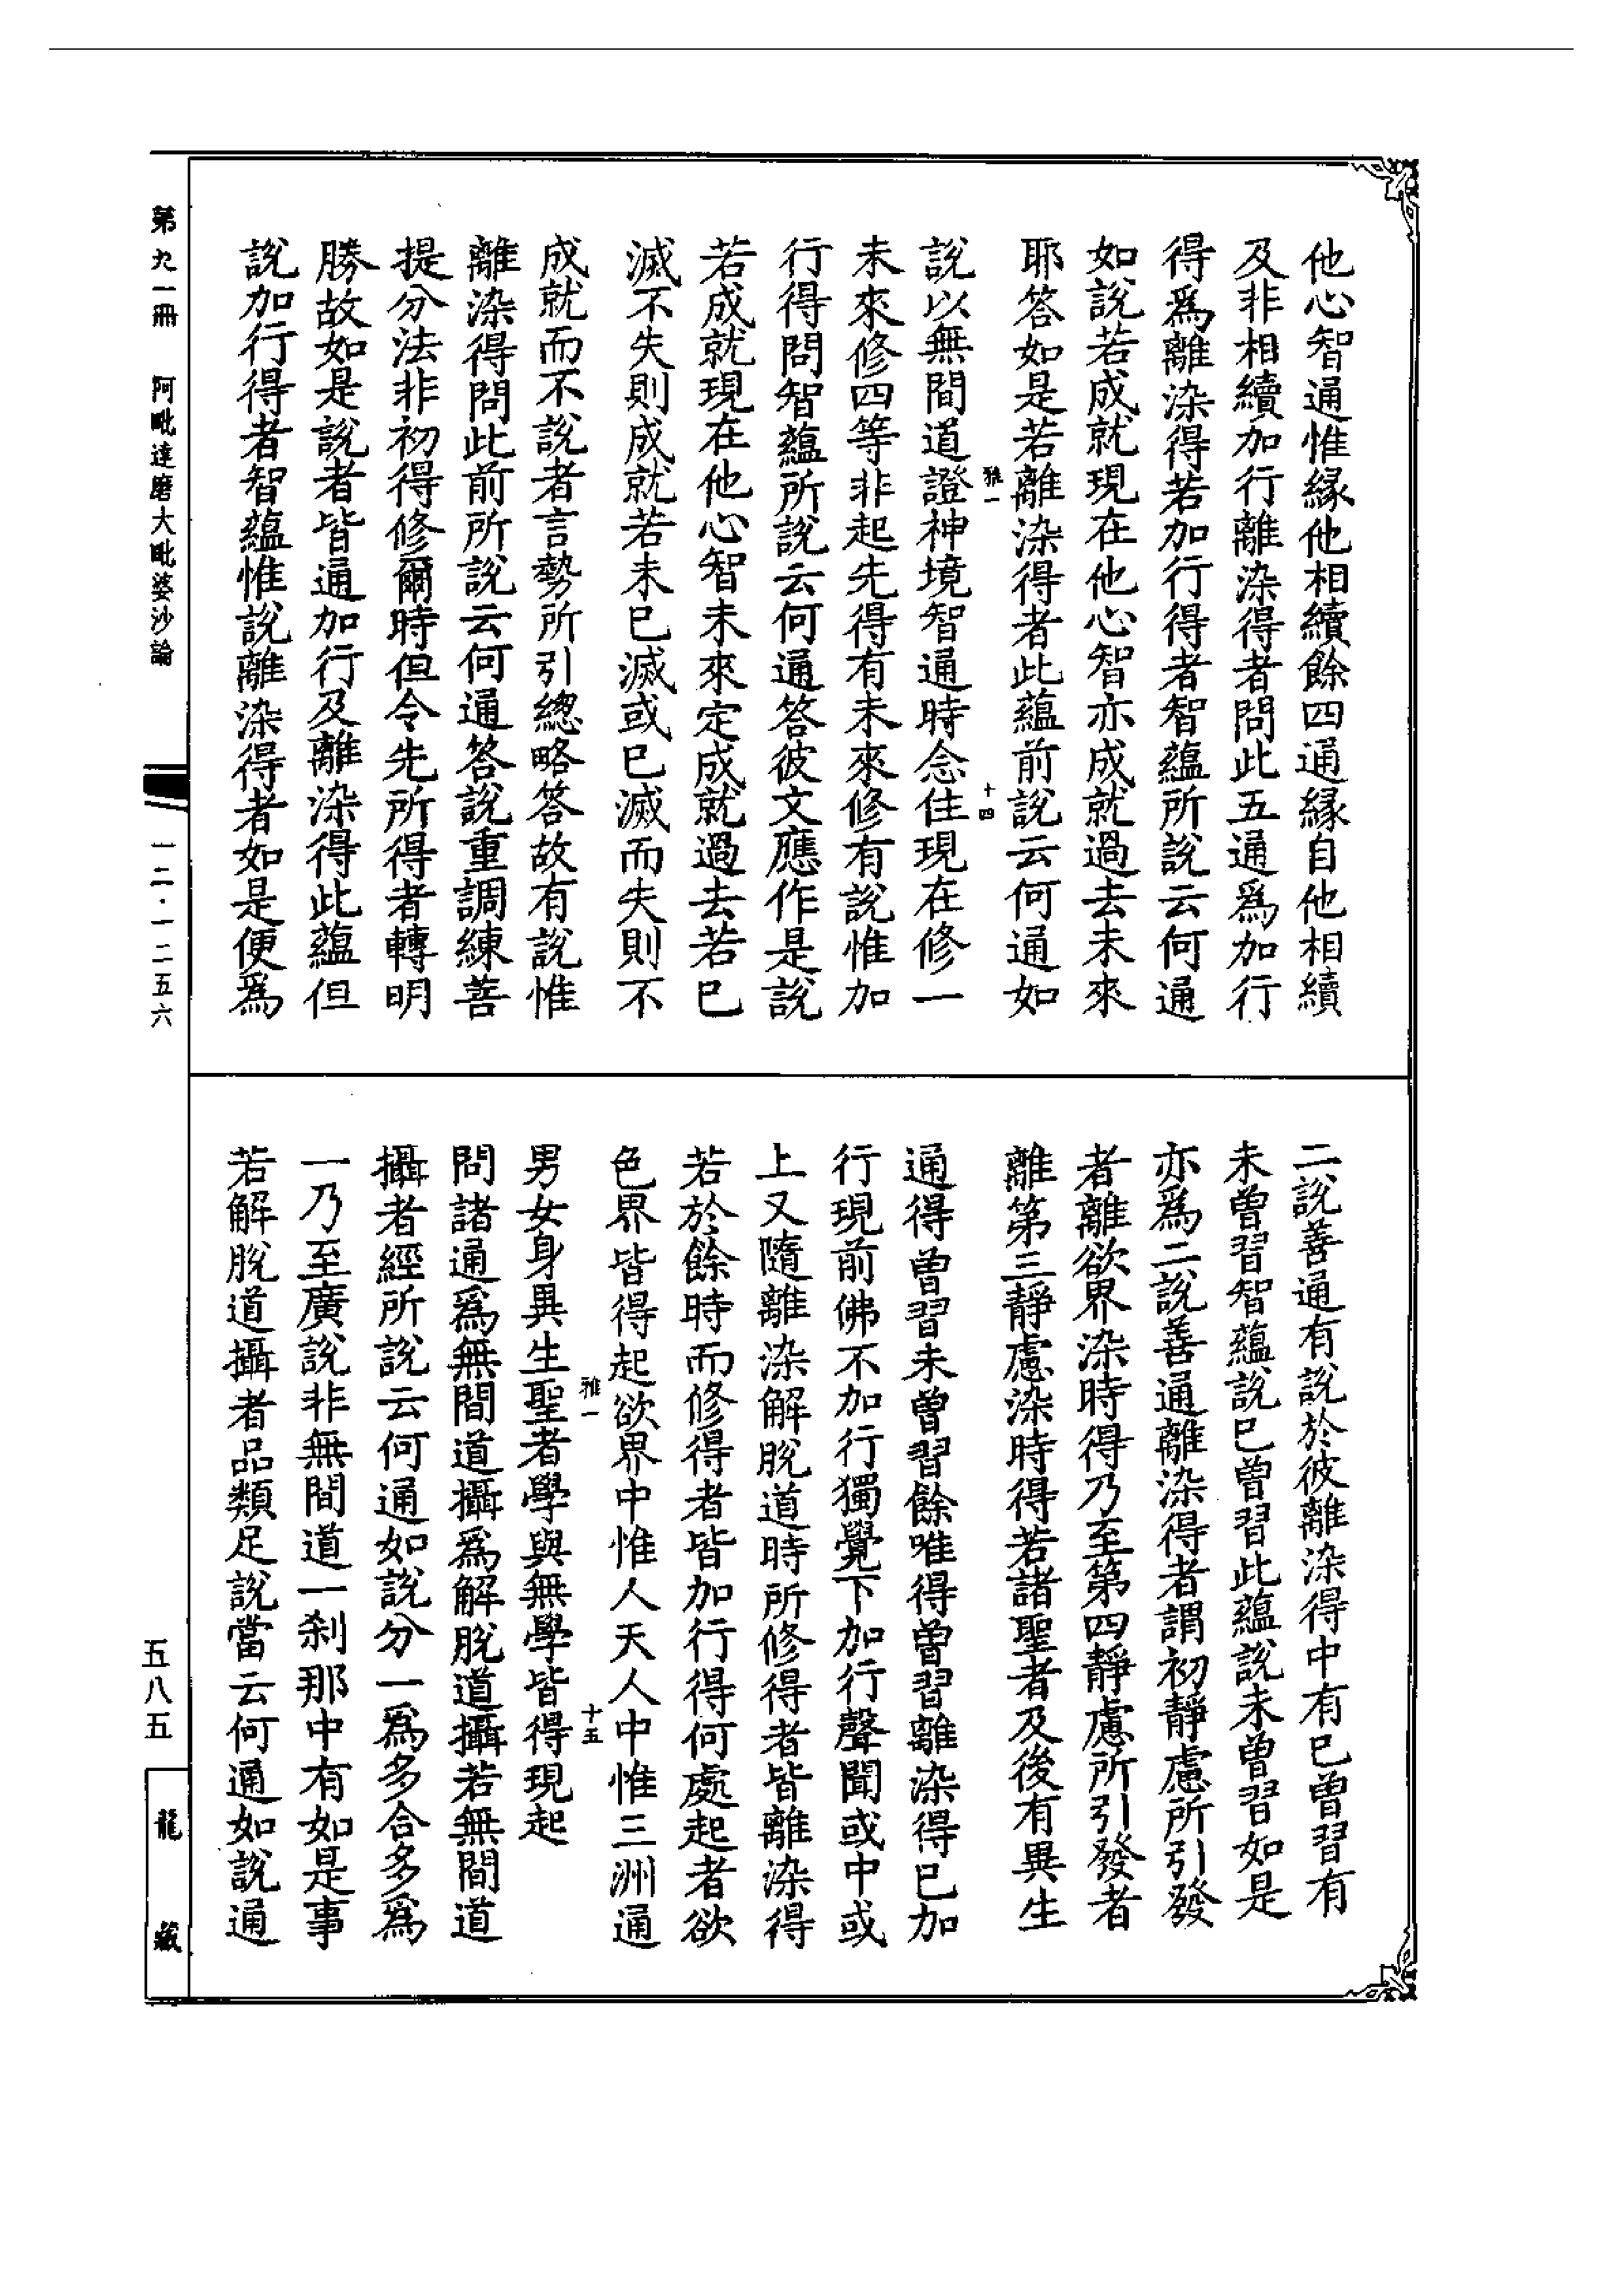 他心智通惟緣他相續餘四通緣自他相續
及非相續加行離染得者問此五通爲加行
得爲離染得若加行得者智蘊所說云何通
如說若成就現在他心智亦成就過去未來
耶答如是若離染得者此蘊前說云何通如
雅一
十四
說以無間道證神境智通時念住現在修一
未來修四等非起先得有未來修有說惟加
行得問智蘊所說云何通答彼文應作是說
若成就現在他心智未來定成就過去若已
滅不失則成就若未已滅或已滅而失則不
成就而不說者言勢所引總略答故有說惟
離染得問此前所說云何通答說重調練善
提分法非初得修爾時但令先所得者轉明
勝故如是說者皆通加行及離染得此蘊但
說加行得者智蘊惟說離染得者如是便爲
二說善通有說於彼離染得中有已曾習有
未曾習智蘊說已曾習此蘊說未曾習如是
亦爲二說善通離染得者謂初靜慮所引發
者離欲界染時得乃至第四靜慮所引發者
離第三靜慮染時得若諸聖者及後有異生
通得曾習未曾習餘唯得曾習離染得已加
行現前佛不加行獨覺下加行聲聞或中或
上又隨離染解脫道時所修得者皆離染得
若於餘時而修得者皆加行得何處起者欲
色界皆得起欲界中惟人天人中惟三洲通
雅一
十五
男女身異生聖者學與無學皆得現起
問諸通爲無間道攝爲解脫道攝若無間道
攝者經所說云何通如說分一爲多合多爲
一乃至廣說非無間道一刹那中有如是事
若解脫道攝者品類足說當云何通如說通
第九一冊　阿毗達磨大毗婆沙論
一二·一二五六
五八五
龍藏